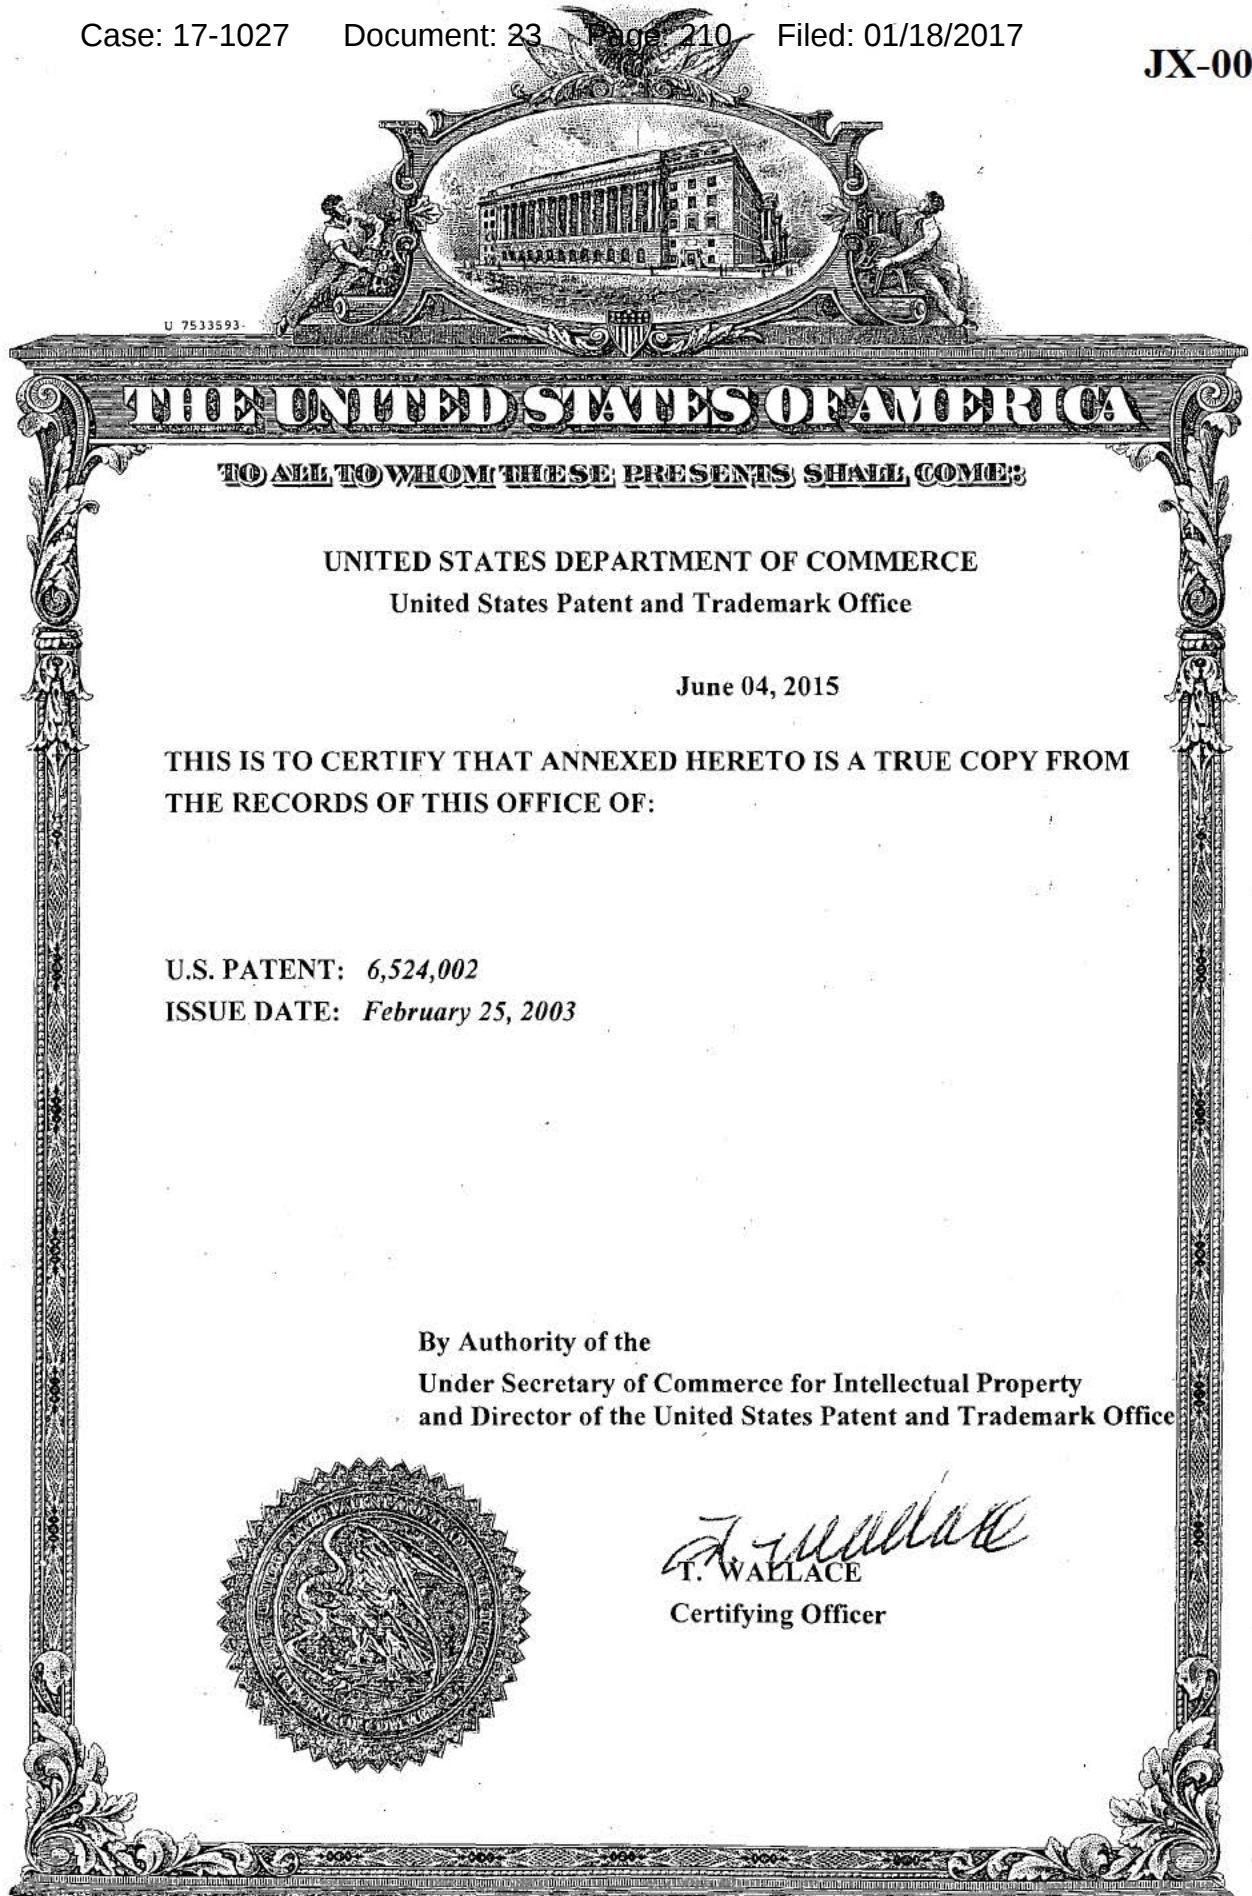 Case: 17-1027 Document: 23 Page: 210 Filed: 01/18/2017
JX-00
U 7533593
THE UNITED STATES OF AMERICA
TO ALL TO WHOM THESE PRESENTS SHALL COME:
UNITED STATES DEPARTMENT OF COMMERCE
United States Patent and Trademark Office
June 04, 2015
THIS IS TO CERTIFY THAT ANNEXED HERETO IS A TRUE COPY FROM
THE RECORDS OF THIS OFFICE OF:
U.S. PATENT: 6,524,002
ISSUE DATE: February 25, 2003
By Authority of the
Under Secretary of Commerce for Intellectual Property
and Director of the United States Patent and Trademark Office
T. Wallace
T. WALLACE
Certifying Officer